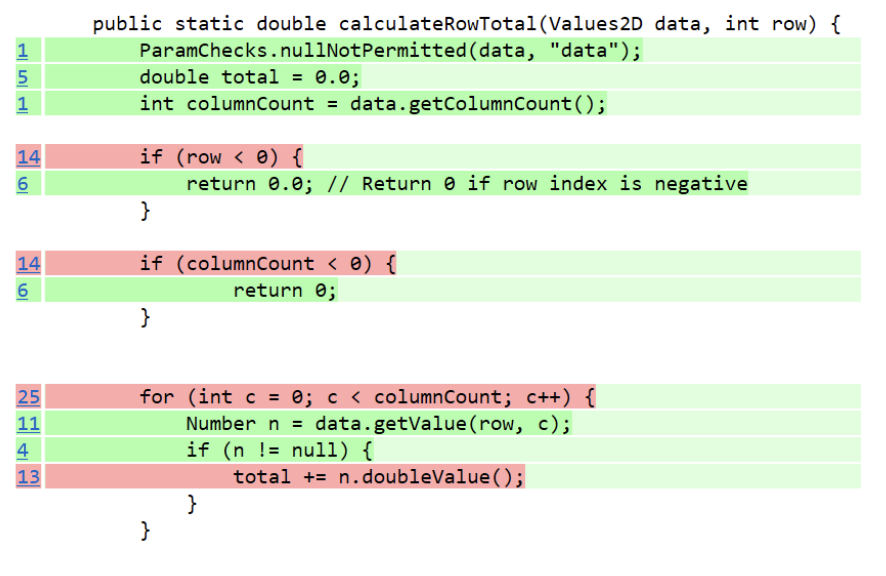 public static double calculateRowTotal(Values2D data, int row) {
1 ParamChecks.nullNotPermitted(data, "data");
5 double total = 0.0;
1 int columnCount = data.getColumnCount();
14 if (row < 0) {
6 return 0.0; // Return 0 if row index is negative
}
14 if (columnCount < 0) {
6 return 0;
}
25 for (int c = 0; c < columnCount; c++) {
11 Number n = data.getValue(row, c);
4 if (n != null) {
13 total += n.doubleValue();
}
}